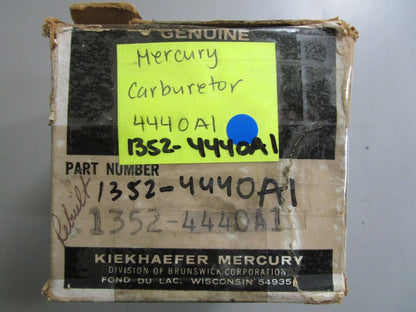 GENUINE
Mercury
Carburetor
4440A1
1352-4440A1
PART NUMBER
1352-4440A1
Rebuilt
1352-4440A1
KIEKHAEFER MERCURY
DIVISION OF BRUNSWICK CORPORATION
FOND DU LAC, WISCONSIN 54935